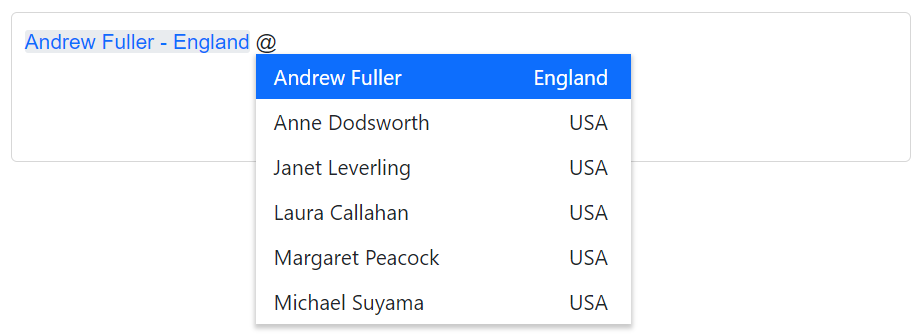 Andrew Fuller - England @
Andrew Fuller England
Anne Dodsworth USA
Janet Leverling USA
Laura Callahan USA
Margaret Peacock USA
Michael Suyama USA